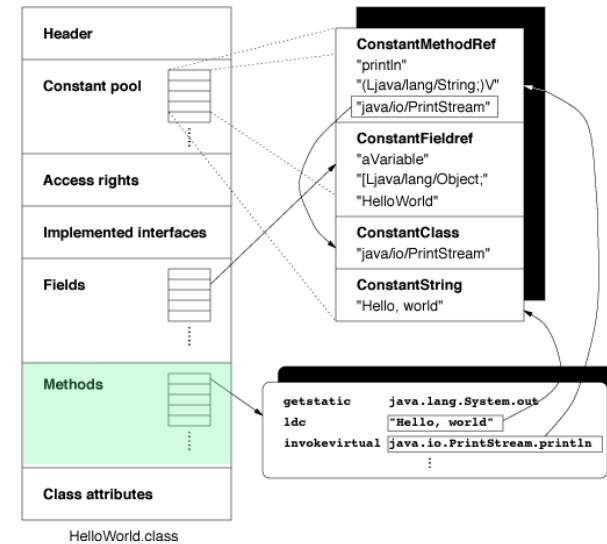 Header
Constant pool
Access rights
Implemented interfaces
Fields
Methods
Class attributes
HelloWorld.class
ConstantMethodRef
"println"
"(Ljava/lang/String;)V"
"java/io/PrintStream"
ConstantFieldref
"aVariable"
"[Ljava/lang/Object;"
"HelloWorld"
ConstantClass
"java/io/PrintStream"
ConstantString
"Hello, world"
getstatic java.lang.System.out
ldc "Hello, world"
invokevirtual java.io.PrintStream.println